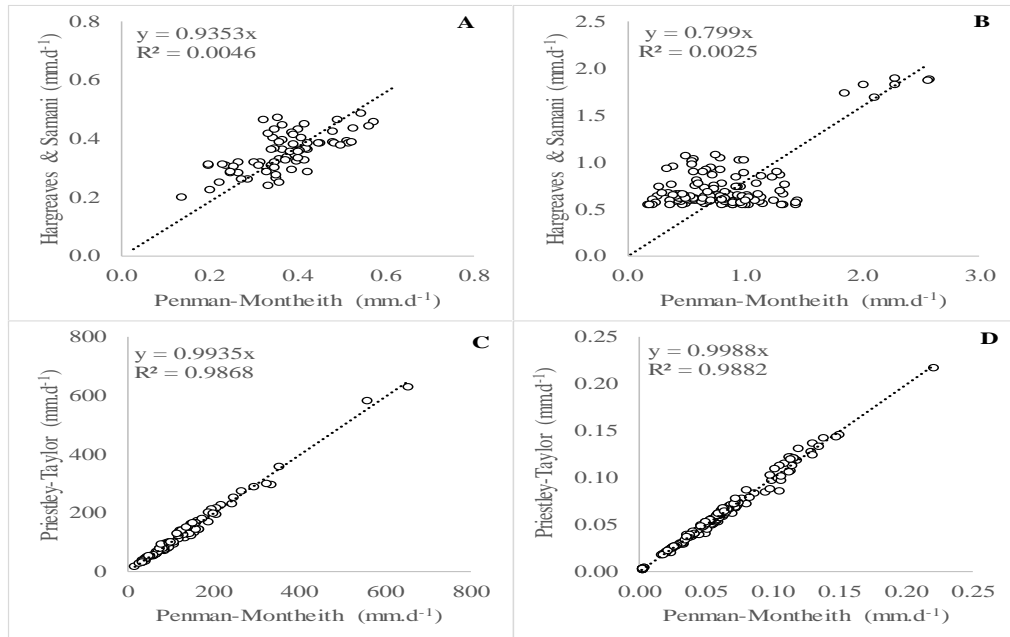 A
y = 0.9353x
R² = 0.0046
Hargreaves & Samani (mm.d⁻¹)
0.8
0.6
0.4
0.2
0.0
0.0 0.2 0.4 0.6 0.8
Penman-Montheith (mm.d⁻¹)
B
y = 0.799x
R² = 0.0025
Hargreaves & Samani (mm.d⁻¹)
2.5
2.0
1.5
1.0
0.5
0.0
0.0 1.0 2.0 3.0
Penman-Montheith (mm.d⁻¹)
C
y = 0.9935x
R² = 0.9868
Priestley-Taylor (mm.d⁻¹)
800
600
400
200
0
0 200 400 600 800
Penman-Montheith (mm.d⁻¹)
D
y = 0.9988x
R² = 0.9882
Priestley-Taylor (mm.d⁻¹)
0.25
0.20
0.15
0.10
0.05
0.00
0.00 0.05 0.10 0.15 0.20 0.25
Penman-Montheith (mm.d⁻¹)